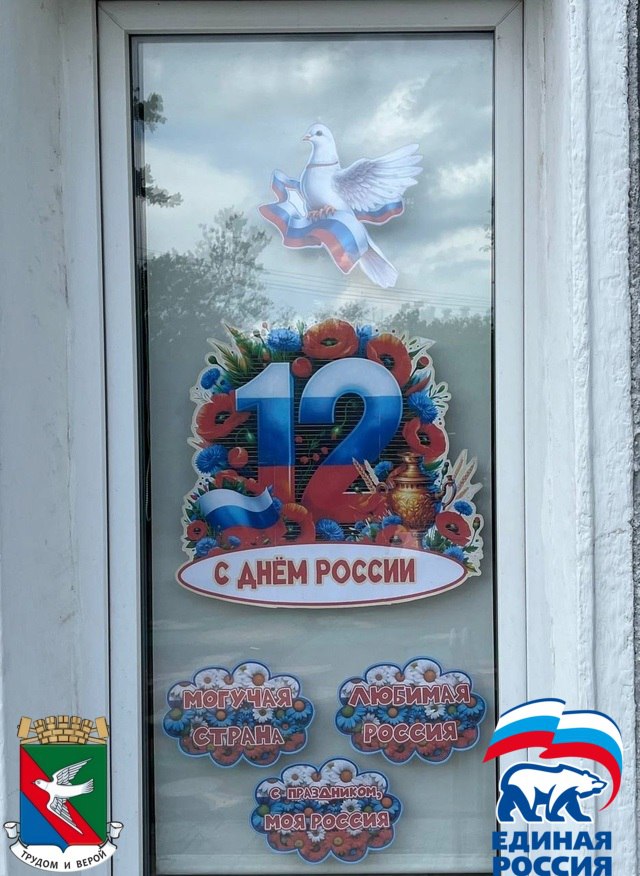 12
С ДНЁМ РОССИИ
МОГУЧАЯ
СТРАНА
ЛЮБИМАЯ
РОССИЯ
С ПРАЗДНИКОМ,
МОЯ РОССИЯ
ТРУДОМ И ВЕРОЙ
ЕДИНАЯ
РОССИЯ